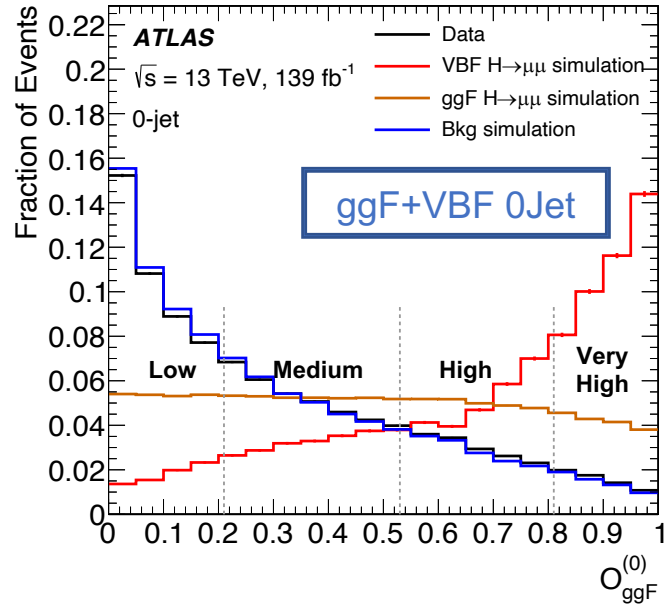 ATLAS
√s = 13 TeV, 139 fb⁻¹
0-jet
Data
VBF H→μμ simulation
ggF H→μμ simulation
Bkg simulation
ggF+VBF 0Jet
Low
Medium
High
Very
High
Fraction of Events
0.22
0.2
0.18
0.16
0.14
0.12
0.1
0.08
0.06
0.04
0.02
0
0 0.1 0.2 0.3 0.4 0.5 0.6 0.7 0.8 0.9 1
O_ggF^(0)